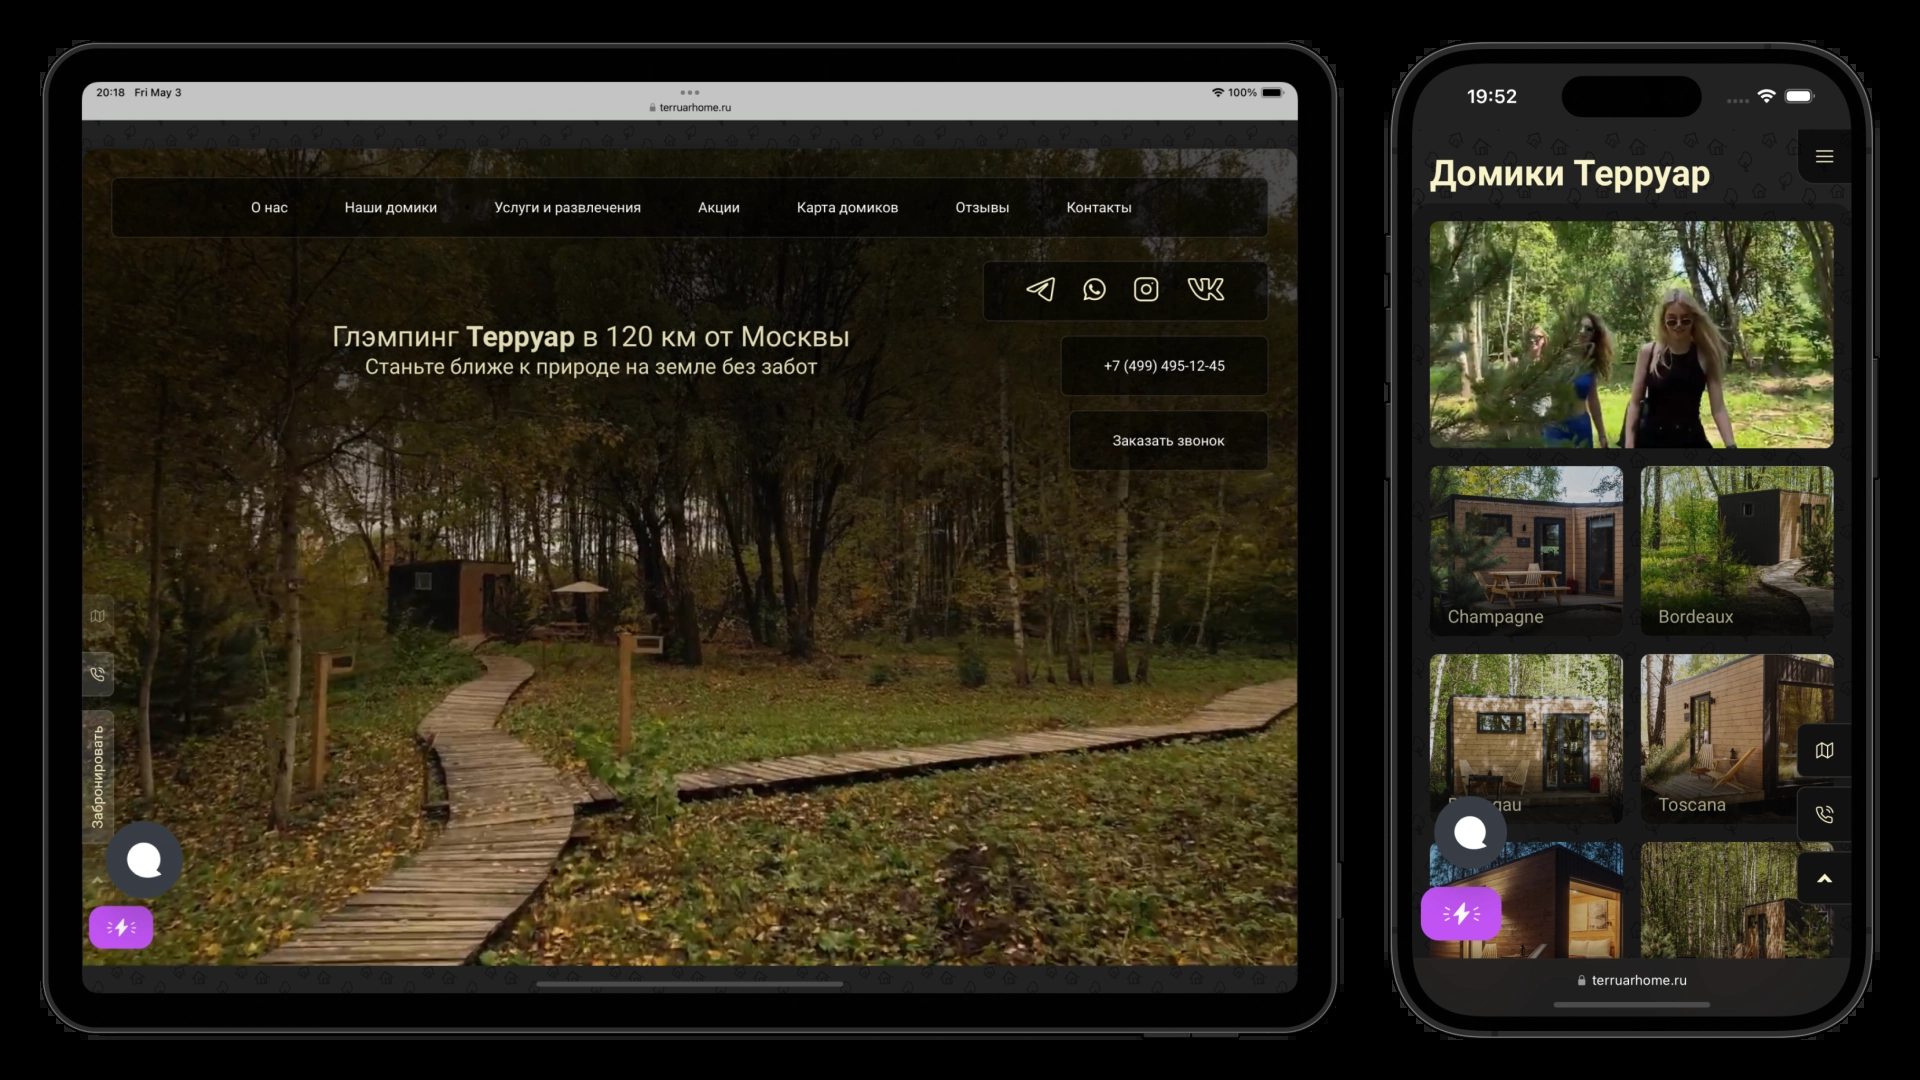 20:18 Fri May 3
100%
terruarhome.ru
О нас
Наши домики
Услуги и развлечения
Акции
Карта домиков
Отзывы
Контакты
Глэмпинг Терруар в 120 км от Москвы
Станьте ближе к природе на земле без забот
+7 (499) 495-12-45
Заказать звонок
Забронировать
19:52
Домики Терруар
Champagne
Bordeaux
Toscana
terruarhome.ru